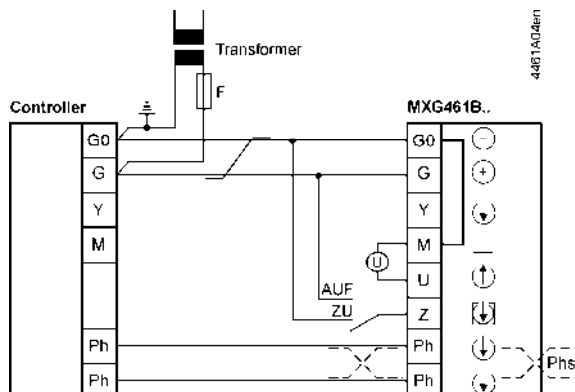 4461A04en
Transformer
F
Controller
MXG461B..
G0
G0
G
G
Y
Y
M
M
U
U
AUF
ZU
Z
Ph
Ph
Phs
Ph
Ph